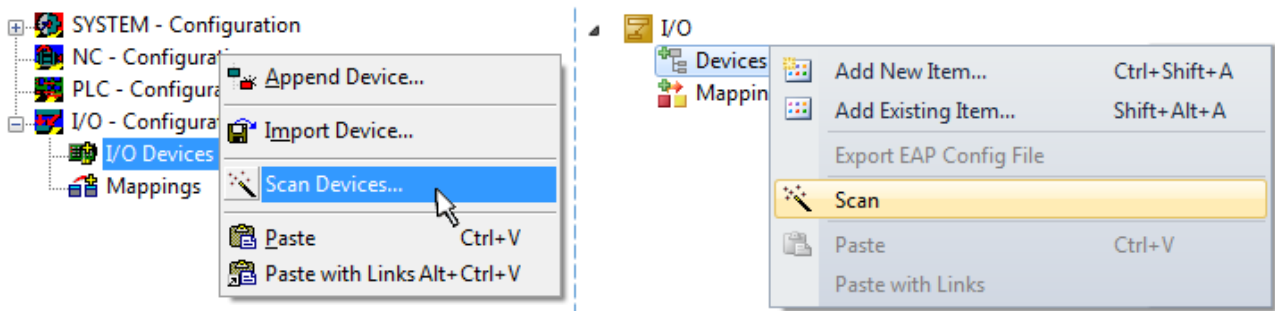 SYSTEM - Configuration
NC - Configurati
PLC - Configura
I/O - Configurat
I/O Devices
Mappings
Append Device...
Import Device...
Scan Devices...
Paste Ctrl+V
Paste with Links Alt+Ctrl+V
I/O
Devices
Mappin
Add New Item... Ctrl+Shift+A
Add Existing Item... Shift+Alt+A
Export EAP Config File
Scan
Paste Ctrl+V
Paste with Links